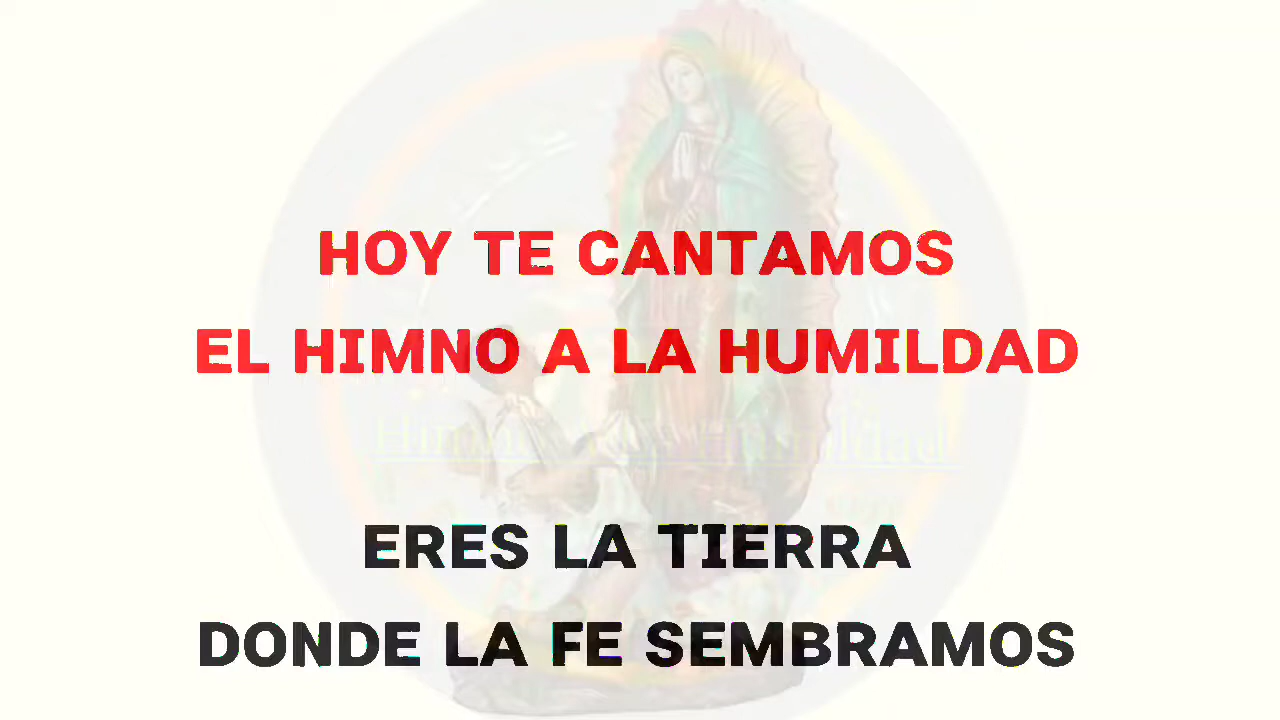 HOY TE CANTAMOS
EL HIMNO A LA HUMILDAD
ERES LA TIERRA
DONDE LA FE SEMBRAMOS